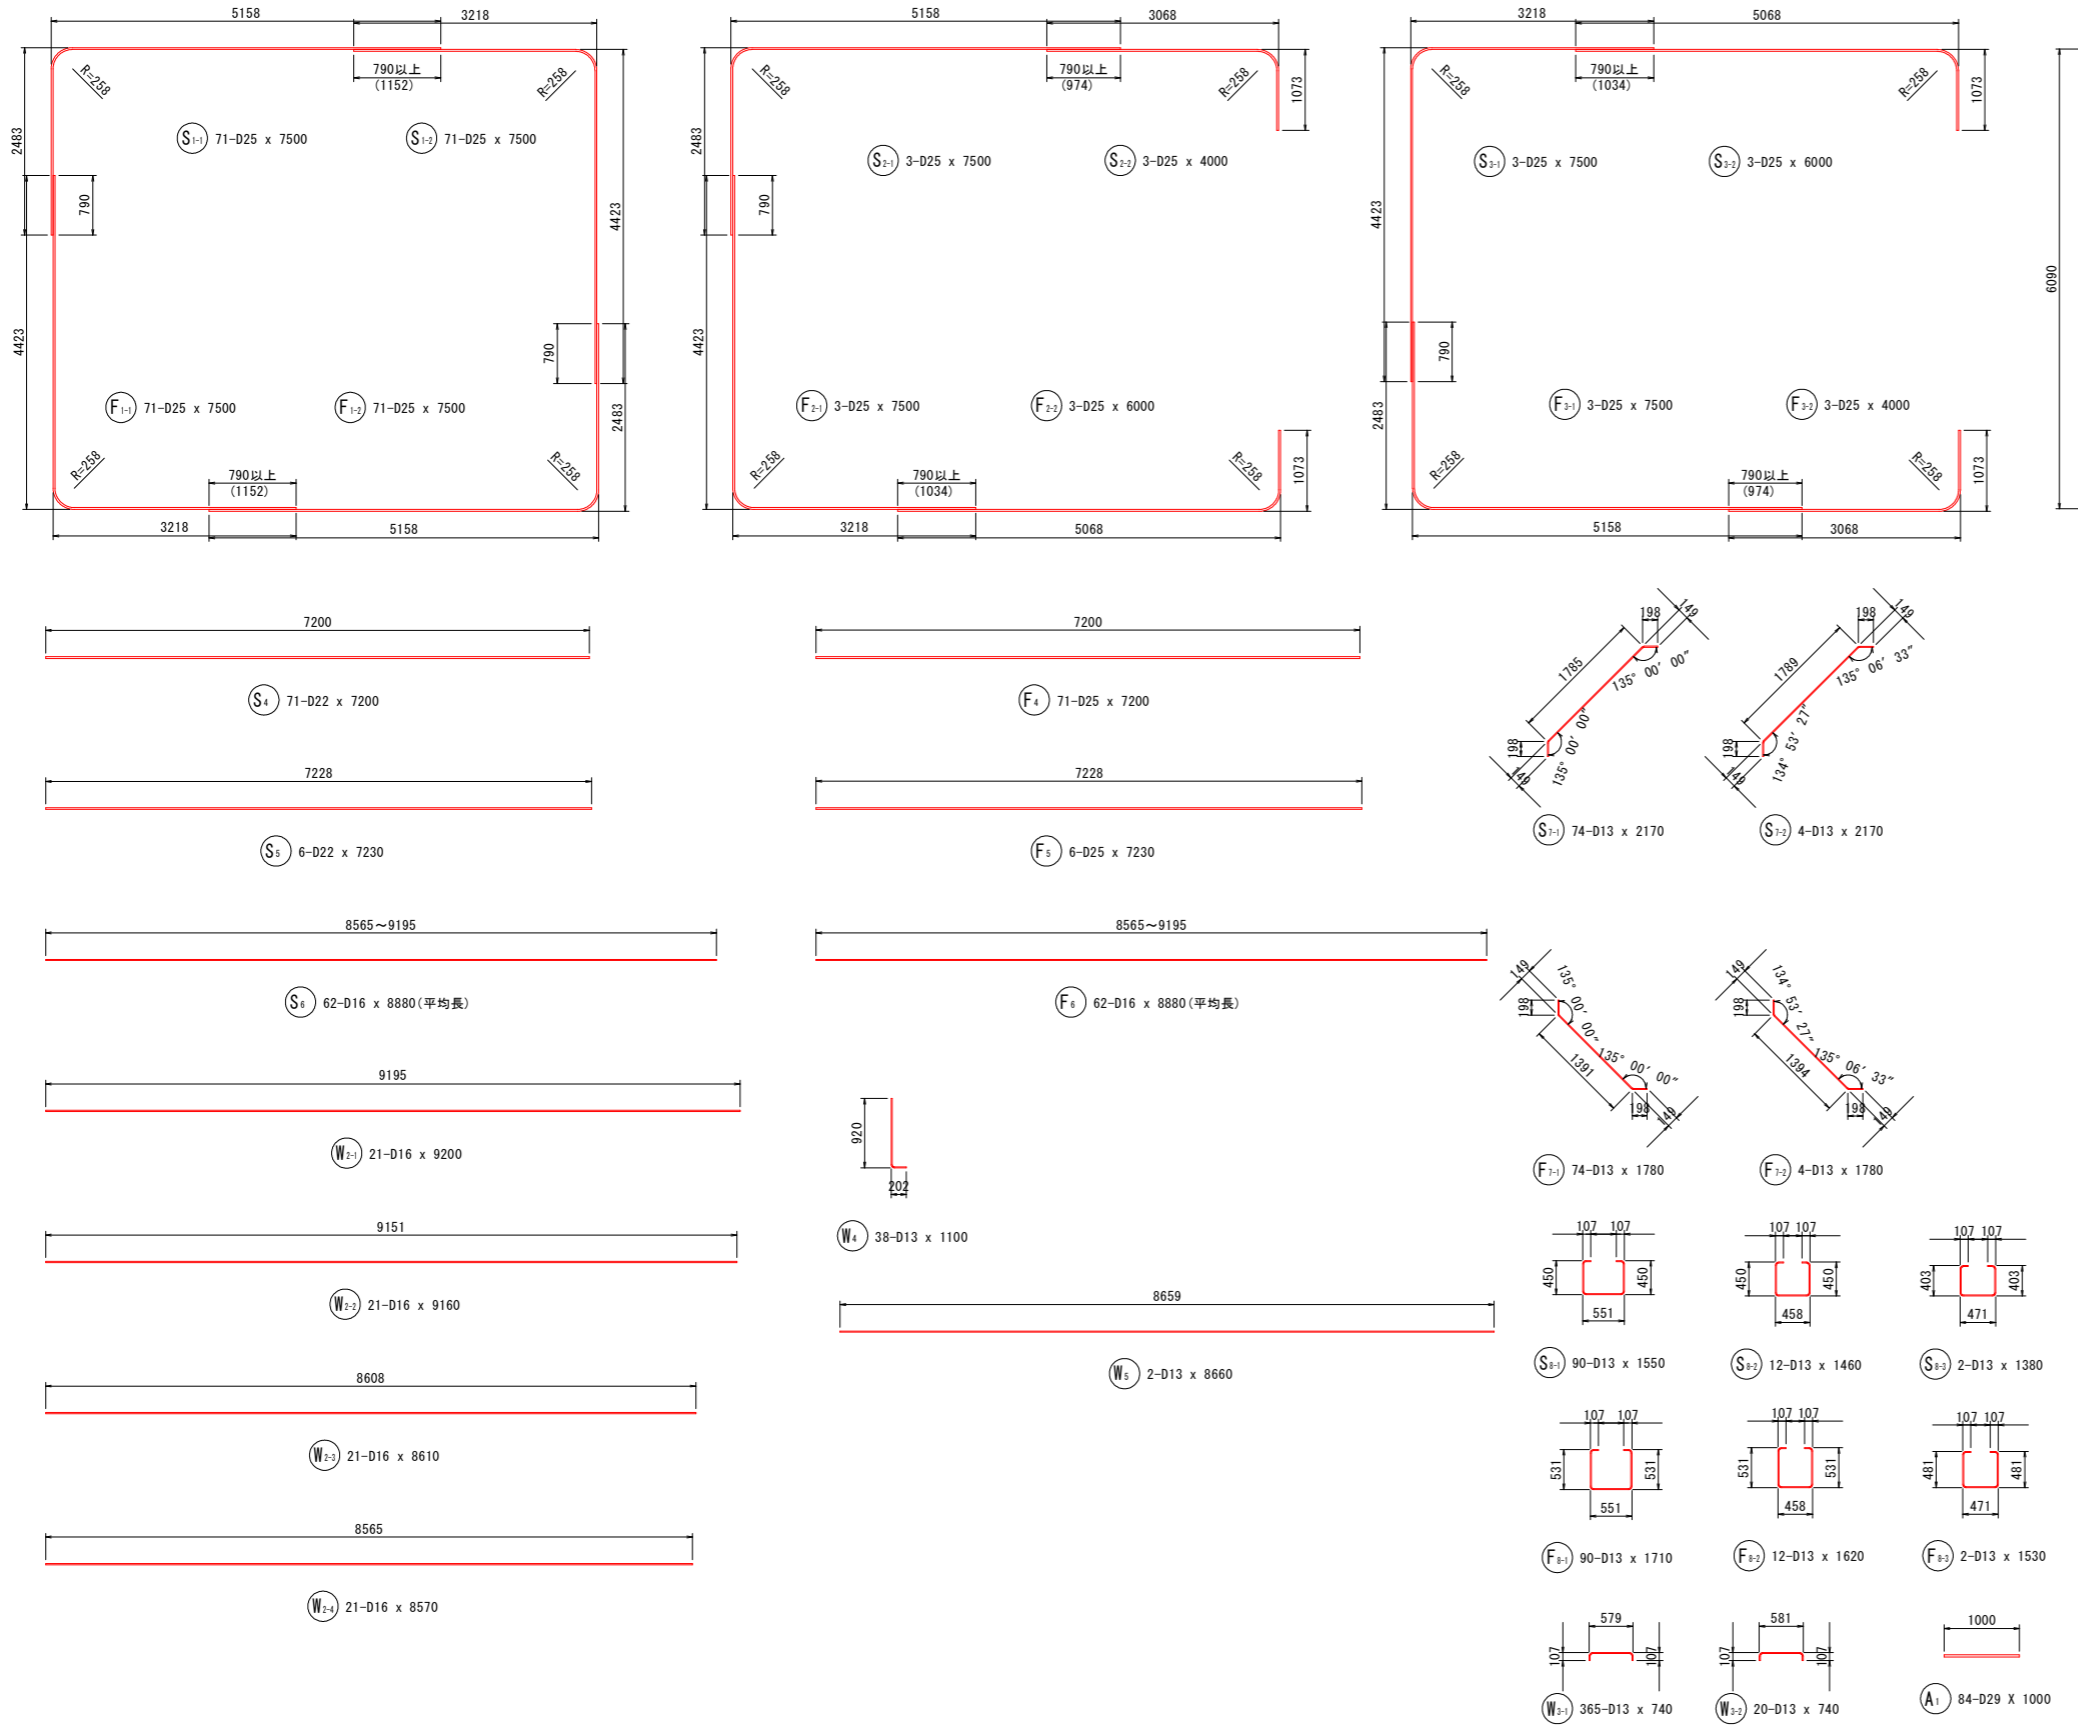 5158
3218
790以上
(1152)
R=258
R=258
2483
790
4423
S1-1 71-D25 x 7500
S1-2 71-D25 x 7500
4423
790
2483
F1-1 71-D25 x 7500
F1-2 71-D25 x 7500
R=258
R=258
790以上
(1152)
3218
5158
5158
3068
790以上
(974)
R=258
R=258
1073
2483
790
4423
S2-1 3-D25 x 7500
S2-2 3-D25 x 4000
F2-1 3-D25 x 7500
F2-2 3-D25 x 6000
R=258
R=258
1073
790以上
(1034)
3218
5068
3218
5068
790以上
(1034)
R=258
R=258
1073
4423
790
2483
S3-1 3-D25 x 7500
S3-2 3-D25 x 6000
F3-1 3-D25 x 7500
F3-2 3-D25 x 4000
R=258
R=258
1073
790以上
(974)
5158
3068
6090
7200
S4 71-D22 x 7200
7200
F4 71-D25 x 7200
7228
S5 6-D22 x 7230
7228
F5 6-D25 x 7230
198
149
1785
135° 00′ 00″
198
149
135° 00′ 00″
S7-1 74-D13 x 2170
198
149
1789
135° 06′ 33″
198
149
134° 53′ 27″
S7-2 4-D13 x 2170
8565～9195
S6 62-D16 x 8880(平均長)
8565～9195
F6 62-D16 x 8880(平均長)
149
198
135° 00′ 00″
1391
135° 00′ 00″
198
149
F7-1 74-D13 x 1780
149
198
134° 53′ 27″
1394
135° 06′ 33″
198
149
F7-2 4-D13 x 1780
9195
W2-1 21-D16 x 9200
920
202
W4 38-D13 x 1100
9151
W2-2 21-D16 x 9160
8659
W5 2-D13 x 8660
107 107
450
450
551
S8-1 90-D13 x 1550
107 107
450
450
458
S8-2 12-D13 x 1460
107 107
403
403
471
S8-3 2-D13 x 1380
8608
W2-3 21-D16 x 8610
107 107
531
531
551
F8-1 90-D13 x 1710
107 107
531
531
458
F8-2 12-D13 x 1620
107 107
481
481
471
F8-3 2-D13 x 1530
8565
W2-4 21-D16 x 8570
579
107
107
W3-1 365-D13 x 740
581
107
107
W3-2 20-D13 x 740
1000
A1 84-D29 X 1000